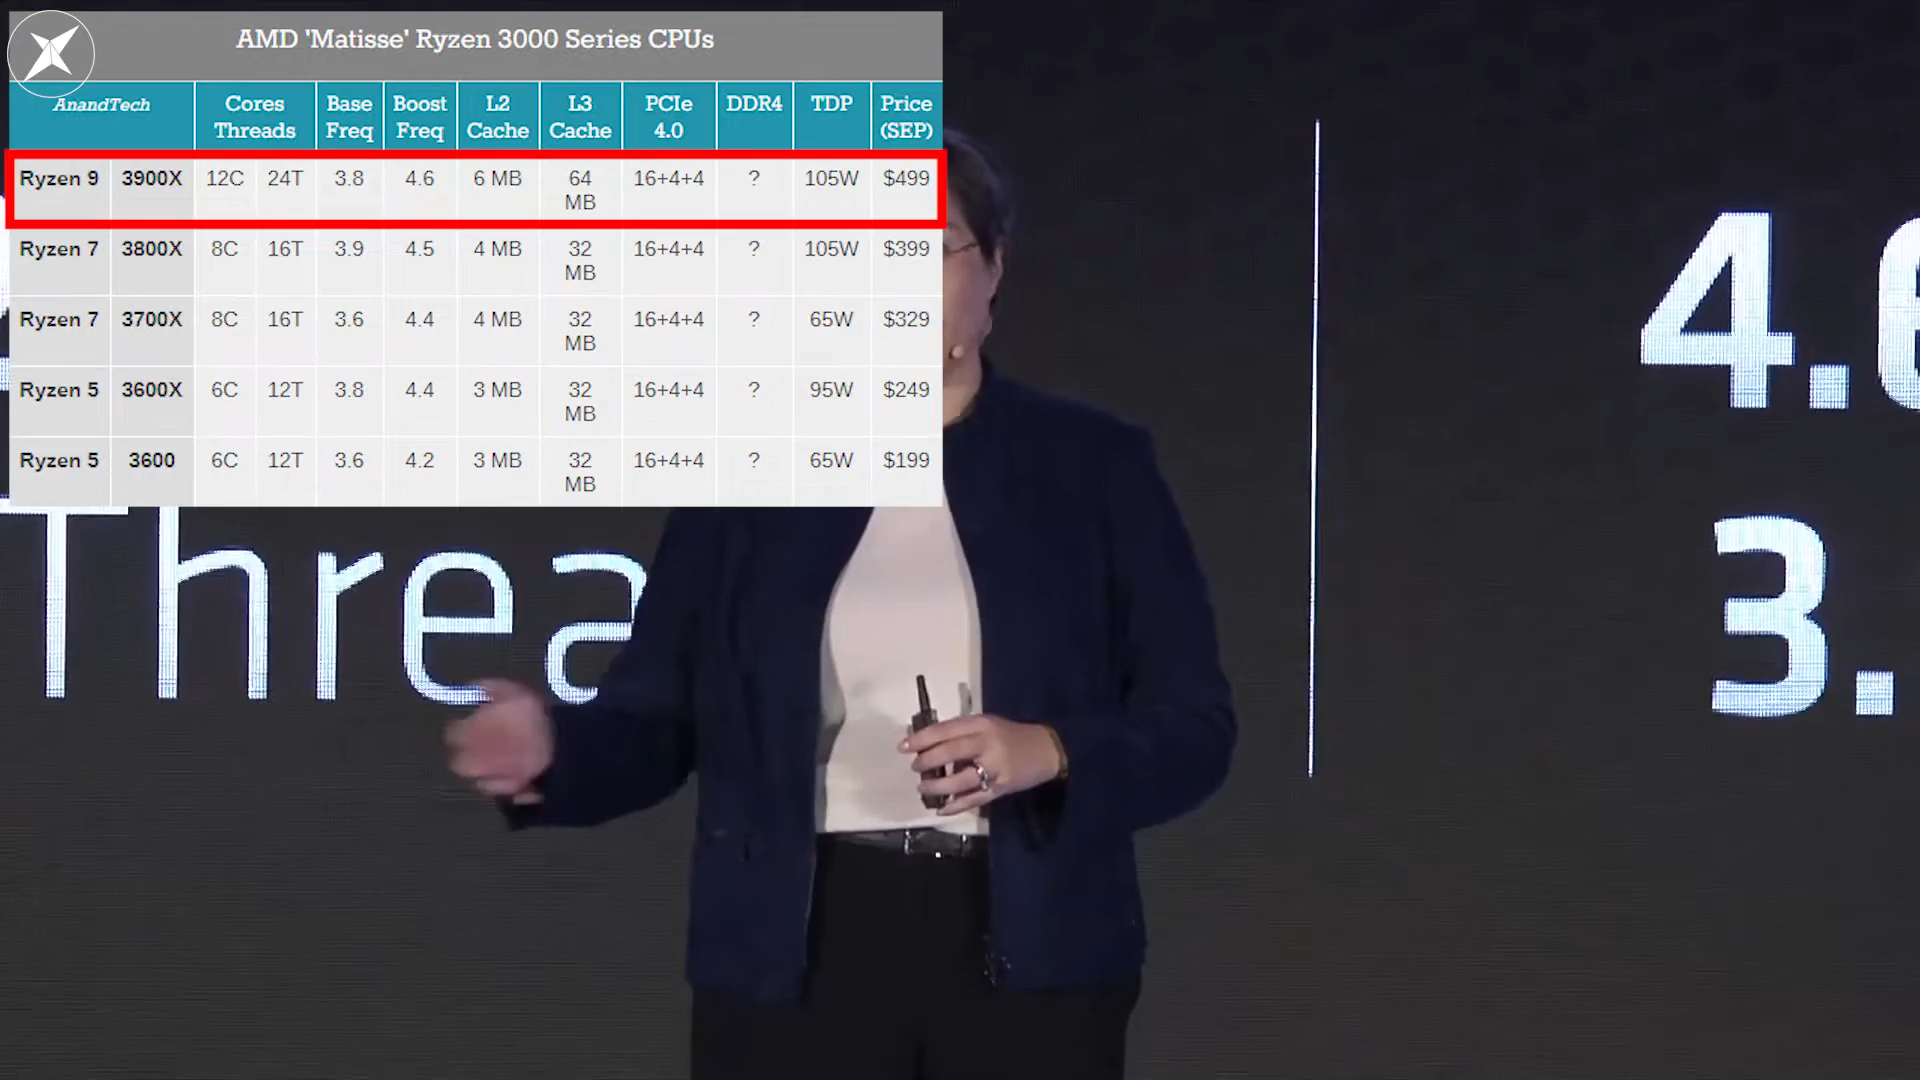 AMD 'Matisse' Ryzen 3000 Series CPUs
AnandTech Cores Threads Base Freq Boost Freq L2 Cache L3 Cache PCIe 4.0 DDR4 TDP Price (SEP)
Ryzen 9 3900X 12C 24T 3.8 4.6 6 MB 64 MB 16+4+4 ? 105W $499
Ryzen 7 3800X 8C 16T 3.9 4.5 4 MB 32 MB 16+4+4 ? 105W $399
Ryzen 7 3700X 8C 16T 3.6 4.4 4 MB 32 MB 16+4+4 ? 65W $329
Ryzen 5 3600X 6C 12T 3.8 4.4 3 MB 32 MB 16+4+4 ? 95W $249
Ryzen 5 3600 6C 12T 3.6 4.2 3 MB 32 MB 16+4+4 ? 65W $199
4.6
Threa
3.